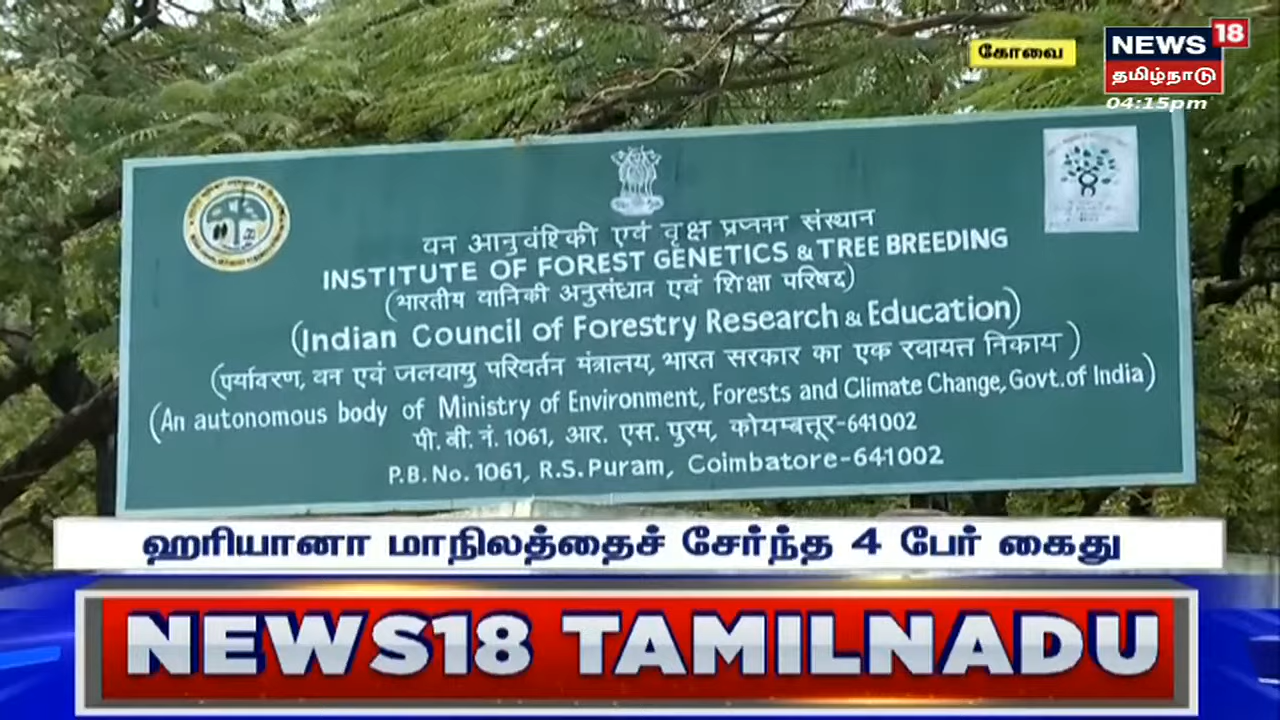 கோவை
NEWS 18
தமிழ்நாடு
04:15pm
वन आनुवंशिकी एवं वृक्ष प्रजनन संस्थान
INSTITUTE OF FOREST GENETICS & TREE BREEDING
(भारतीय वानिकी अनुसंधान एवं शिक्षा परिषद)
(Indian Council of Forestry Research & Education)
(पर्यावरण, वन एवं जलवायु परिवर्तन मंत्रालय, भारत सरकार का एक स्वायत्त निकाय)
(An autonomous body of Ministry of Environment, Forests and Climate Change, Govt. of India)
पी. बी. नं. 1061, आर. एस. पुरम, कोयम्बत्तूर-641002
P.B. No. 1061, R.S. Puram, Coimbatore-641002
ஹரியானா மாநிலத்தைச் சேர்ந்த 4 பேர் கைது
NEWS18 TAMILNADU